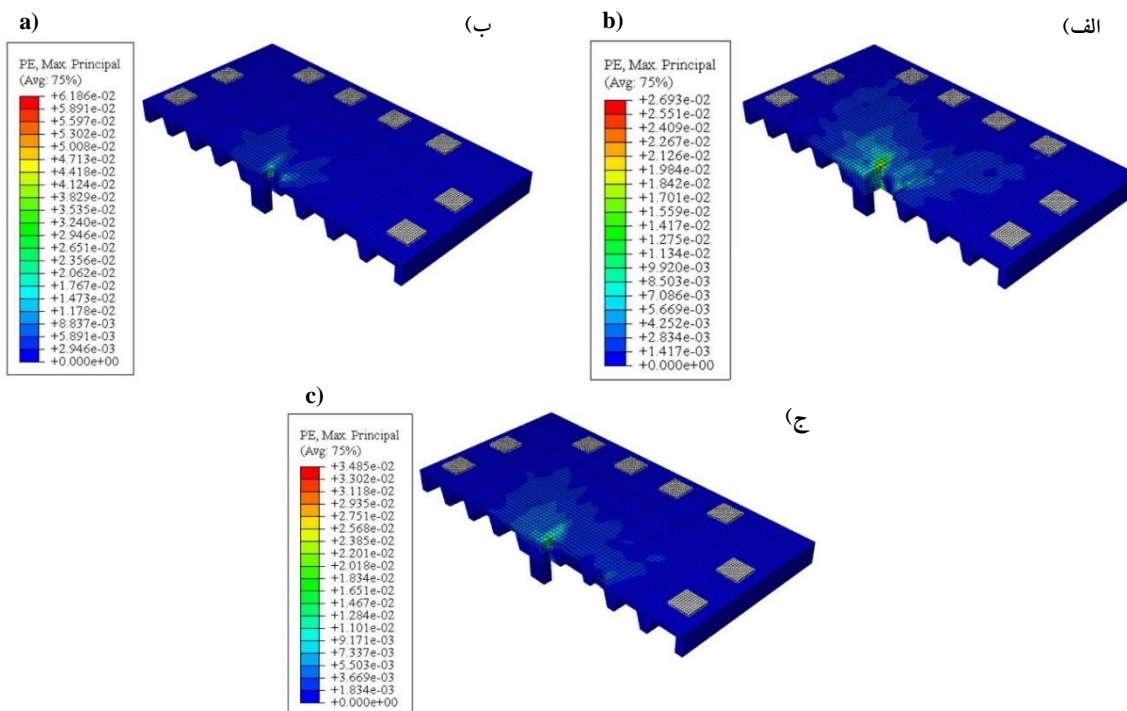 a)
ب)
PE, Max. Principal
(Avg: 75%)
+6.186e-02
+5.891e-02
+5.597e-02
+5.302e-02
+5.008e-02
+4.713e-02
+4.418e-02
+4.124e-02
+3.829e-02
+3.535e-02
+3.240e-02
+2.946e-02
+2.651e-02
+2.356e-02
+2.062e-02
+1.767e-02
+1.473e-02
+1.178e-02
+8.837e-03
+5.891e-03
+2.946e-03
+0.000e+00
b)
الف)
PE, Max. Principal
(Avg: 75%)
+2.693e-02
+2.551e-02
+2.409e-02
+2.267e-02
+2.126e-02
+1.984e-02
+1.842e-02
+1.701e-02
+1.559e-02
+1.417e-02
+1.275e-02
+1.134e-02
+9.920e-03
+8.503e-03
+7.086e-03
+5.669e-03
+4.252e-03
+2.834e-03
+1.417e-03
+0.000e+00
c)
ج)
PE, Max. Principal
(Avg: 75%)
+3.485e-02
+3.302e-02
+3.118e-02
+2.935e-02
+2.751e-02
+2.568e-02
+2.385e-02
+2.201e-02
+2.018e-02
+1.834e-02
+1.651e-02
+1.467e-02
+1.284e-02
+1.101e-02
+9.171e-03
+7.337e-03
+5.503e-03
+3.669e-03
+1.834e-03
+0.000e+00